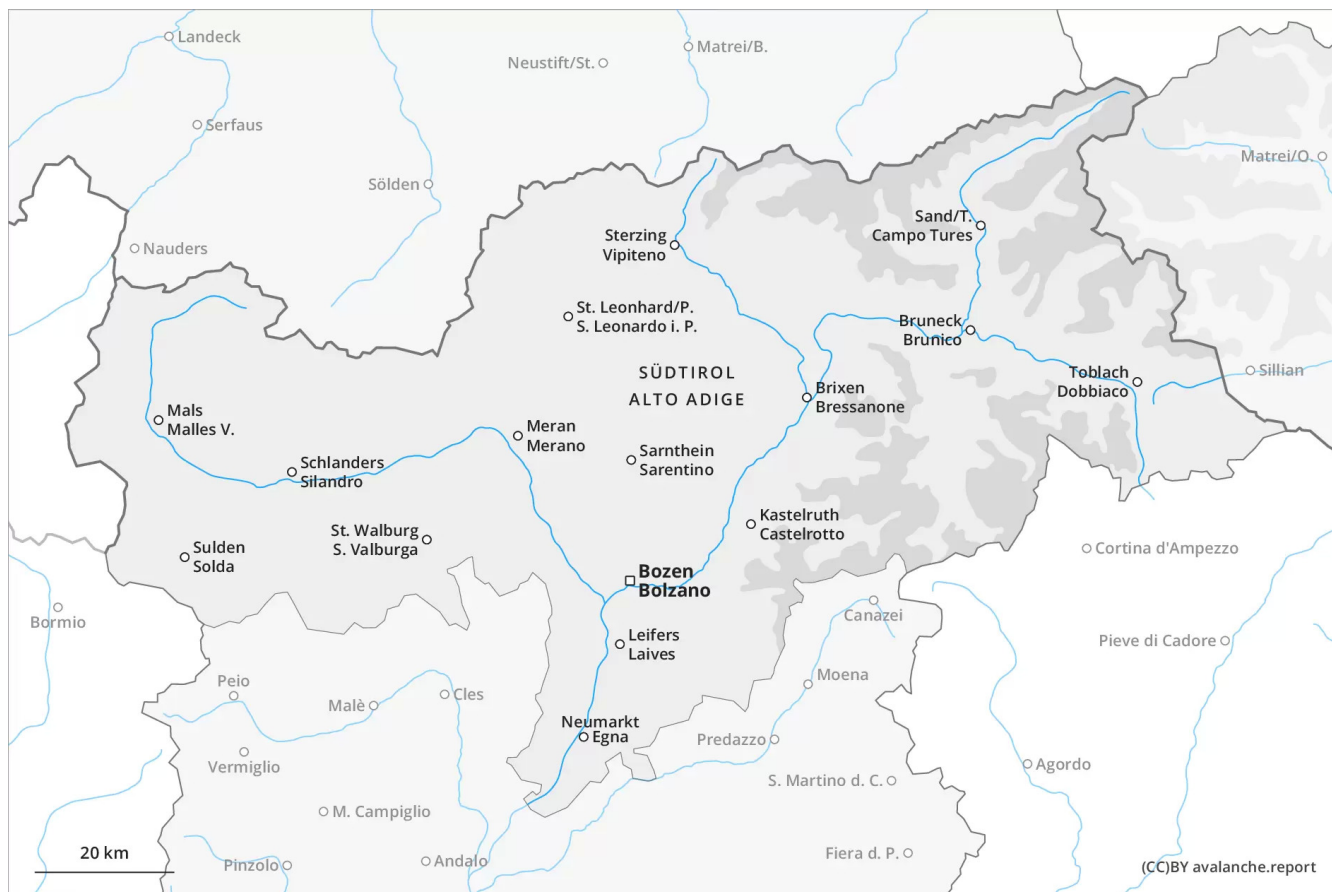 Landeck
Matrei/B.
Neustift/St.
Serfaus
Matrei/O.
Sölden
Sand/T.
Campo Tures
Sterzing
Vipiteno
Nauders
St. Leonhard/P.
S. Leonardo i. P.
Bruneck
Brunico
SÜDTIROL
ALTO ADIGE
Toblach
Dobbiaco
Sillian
Brixen
Bressanone
Mals
Malles V.
Meran
Merano
Sarnthein
Sarentino
Schlanders
Silandro
Kastelruth
Castelrotto
St. Walburg
S. Valburga
Sulden
Solda
Cortina d'Ampezzo
Bozen
Bolzano
Bormio
Canazei
Leifers
Laives
Pieve di Cadore
Peio
Moena
Cles
Malè
Neumarkt
Egna
Predazzo
Vermiglio
Agordo
S. Martino d. C.
M. Campiglio
20 km
Andalo
Fiera d. P.
Pinzolo
(CC)BY avalanche.report